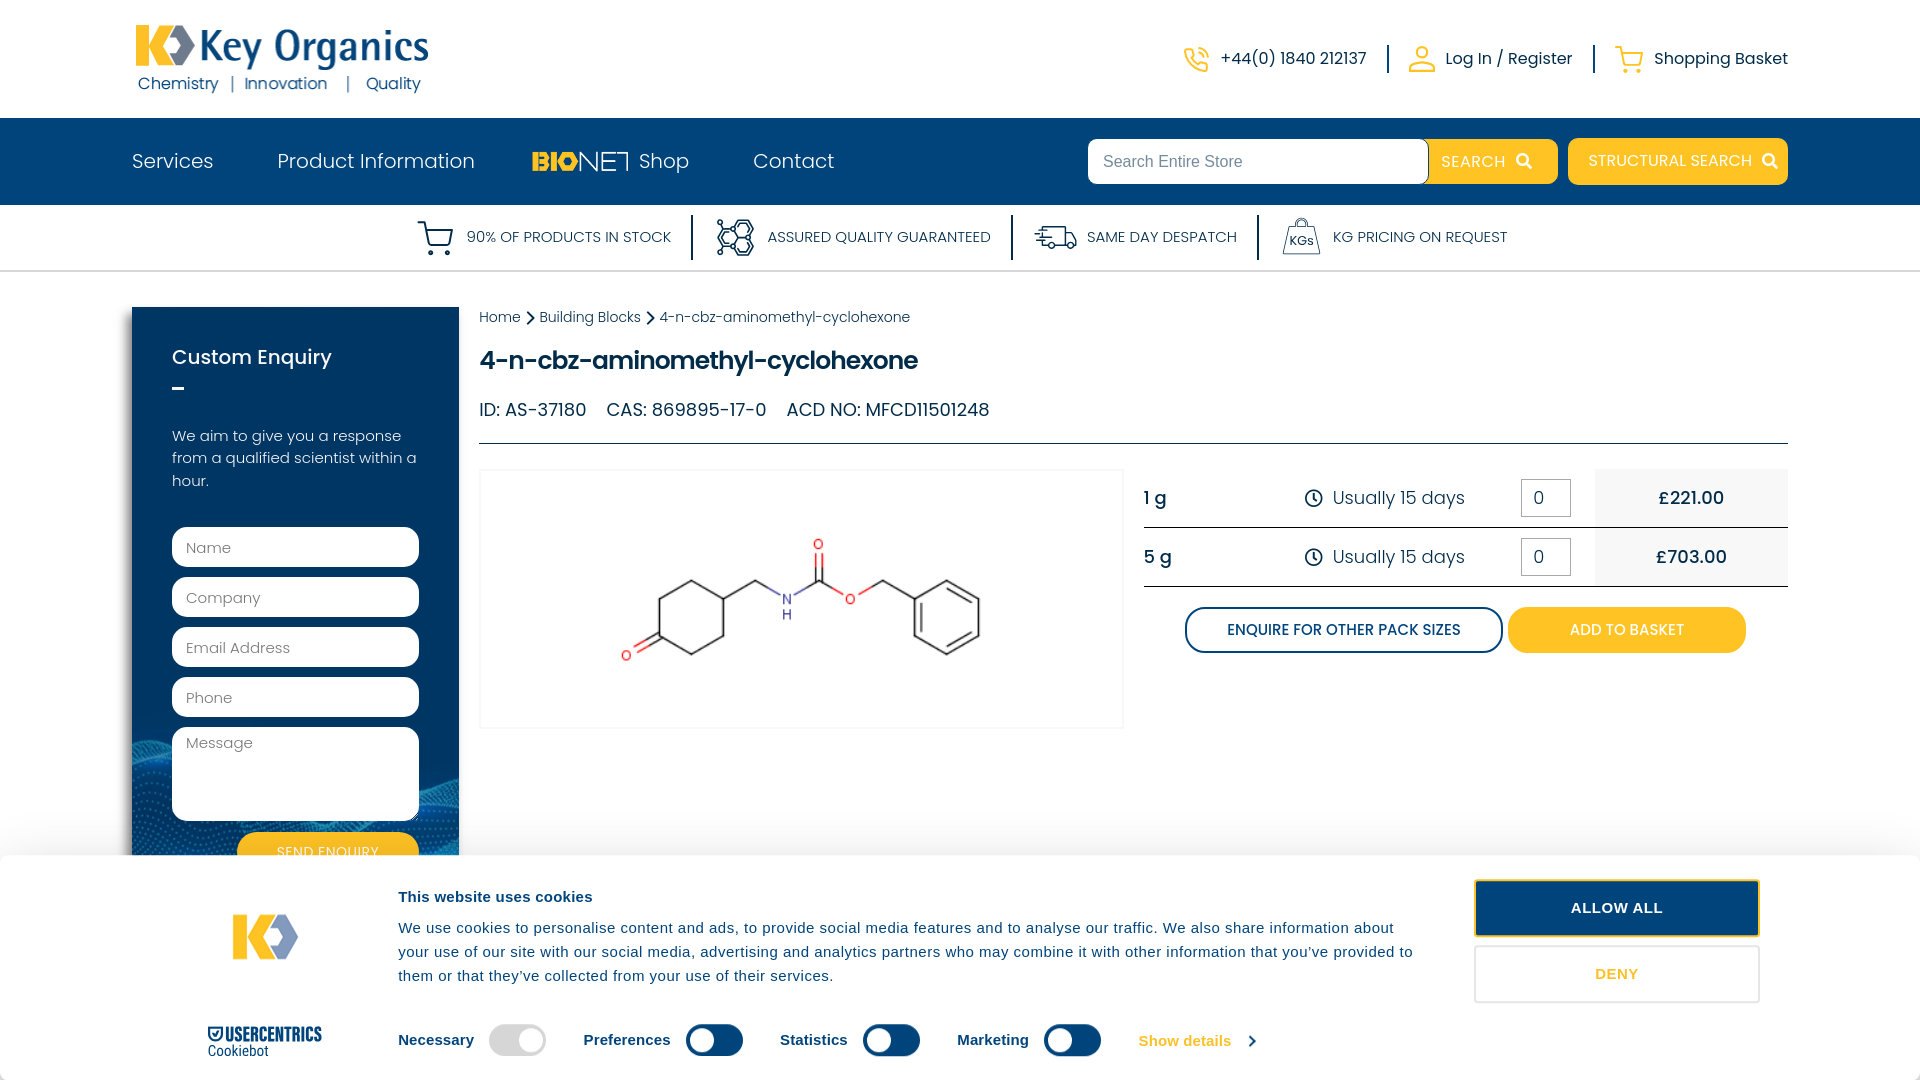 Key Organics
Chemistry | Innovation | Quality
+44(0) 1840 212137
Log In / Register
Shopping Basket
Services
Product Information
BIONET Shop
Contact
Search Entire Store
SEARCH
STRUCTURAL SEARCH
90% OF PRODUCTS IN STOCK
ASSURED QUALITY GUARANTEED
SAME DAY DESPATCH
KGs
KG PRICING ON REQUEST
Custom Enquiry
We aim to give you a response
from a qualified scientist within a
hour.
Name
Company
Email Address
Phone
Message
SEND ENQUIRY
Home > Building Blocks > 4-n-cbz-aminomethyl-cyclohexone
4-n-cbz-aminomethyl-cyclohexone
ID: AS-37180 CAS: 869895-17-0 ACD NO: MFCD11501248
O
N
H
O
O
1 g Usually 15 days 0 £221.00
5 g Usually 15 days 0 £703.00
ENQUIRE FOR OTHER PACK SIZES
ADD TO BASKET
This website uses cookies
We use cookies to personalise content and ads, to provide social media features and to analyse our traffic. We also share information about
your use of our site with our social media, advertising and analytics partners who may combine it with other information that you’ve provided to
them or that they’ve collected from your use of their services.
ALLOW ALL
DENY
USERCENTRICS
Cookiebot
Necessary
Preferences
Statistics
Marketing
Show details